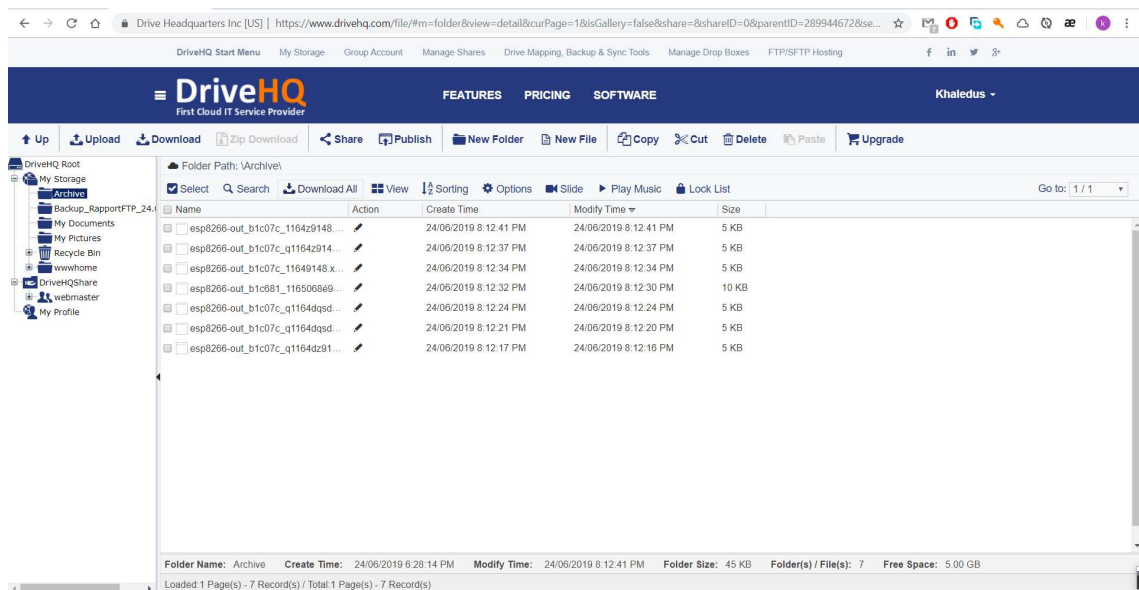 Drive Headquarters Inc [US] | https://www.drivehq.com/file/#m=folder&view=detail&curPage=1&isGallery=false&share=&shareID=0&parentID=289944672&se...
DriveHQ Start Menu My Storage Group Account Manage Shares Drive Mapping, Backup & Sync Tools Manage Drop Boxes FTP/SFTP Hosting
DriveHQ
First Cloud IT Service Provider
FEATURES PRICING SOFTWARE
Khaledus
Up Upload Download Zip Download Share Publish New Folder New File Copy Cut Delete Paste Upgrade
DriveHQ Root
My Storage
Archive
Backup_RapportFTP_24.
My Documents
My Pictures
Recycle Bin
wwwhome
DriveHQShare
webmaster
My Profile
Folder Path: \Archive\
Select Search Download All View Sorting Options Slide Play Music Lock List Go to: 1 / 1
Name Action Create Time Modify Time Size
esp8266-out_b1c07c_1164z9148.... 24/06/2019 8:12:41 PM 24/06/2019 8:12:41 PM 5 KB
esp8266-out_b1c07c_q1164z914... 24/06/2019 8:12:37 PM 24/06/2019 8:12:37 PM 5 KB
esp8266-out_b1c07c_11649148.x... 24/06/2019 8:12:34 PM 24/06/2019 8:12:34 PM 5 KB
esp8266-out_b1c681_1165068é9... 24/06/2019 8:12:32 PM 24/06/2019 8:12:30 PM 10 KB
esp8266-out_b1c07c_q1164dqsd... 24/06/2019 8:12:24 PM 24/06/2019 8:12:24 PM 5 KB
esp8266-out_b1c07c_q1164dqsd... 24/06/2019 8:12:21 PM 24/06/2019 8:12:20 PM 5 KB
esp8266-out_b1c07c_q1164dz91... 24/06/2019 8:12:17 PM 24/06/2019 8:12:16 PM 5 KB
Folder Name: Archive Create Time: 24/06/2019 6:28:14 PM Modify Time: 24/06/2019 8:12:41 PM Folder Size: 45 KB Folder(s) / File(s): 7 Free Space: 5.00 GB
Loaded:1 Page(s) - 7 Record(s) / Total:1 Page(s) - 7 Record(s)